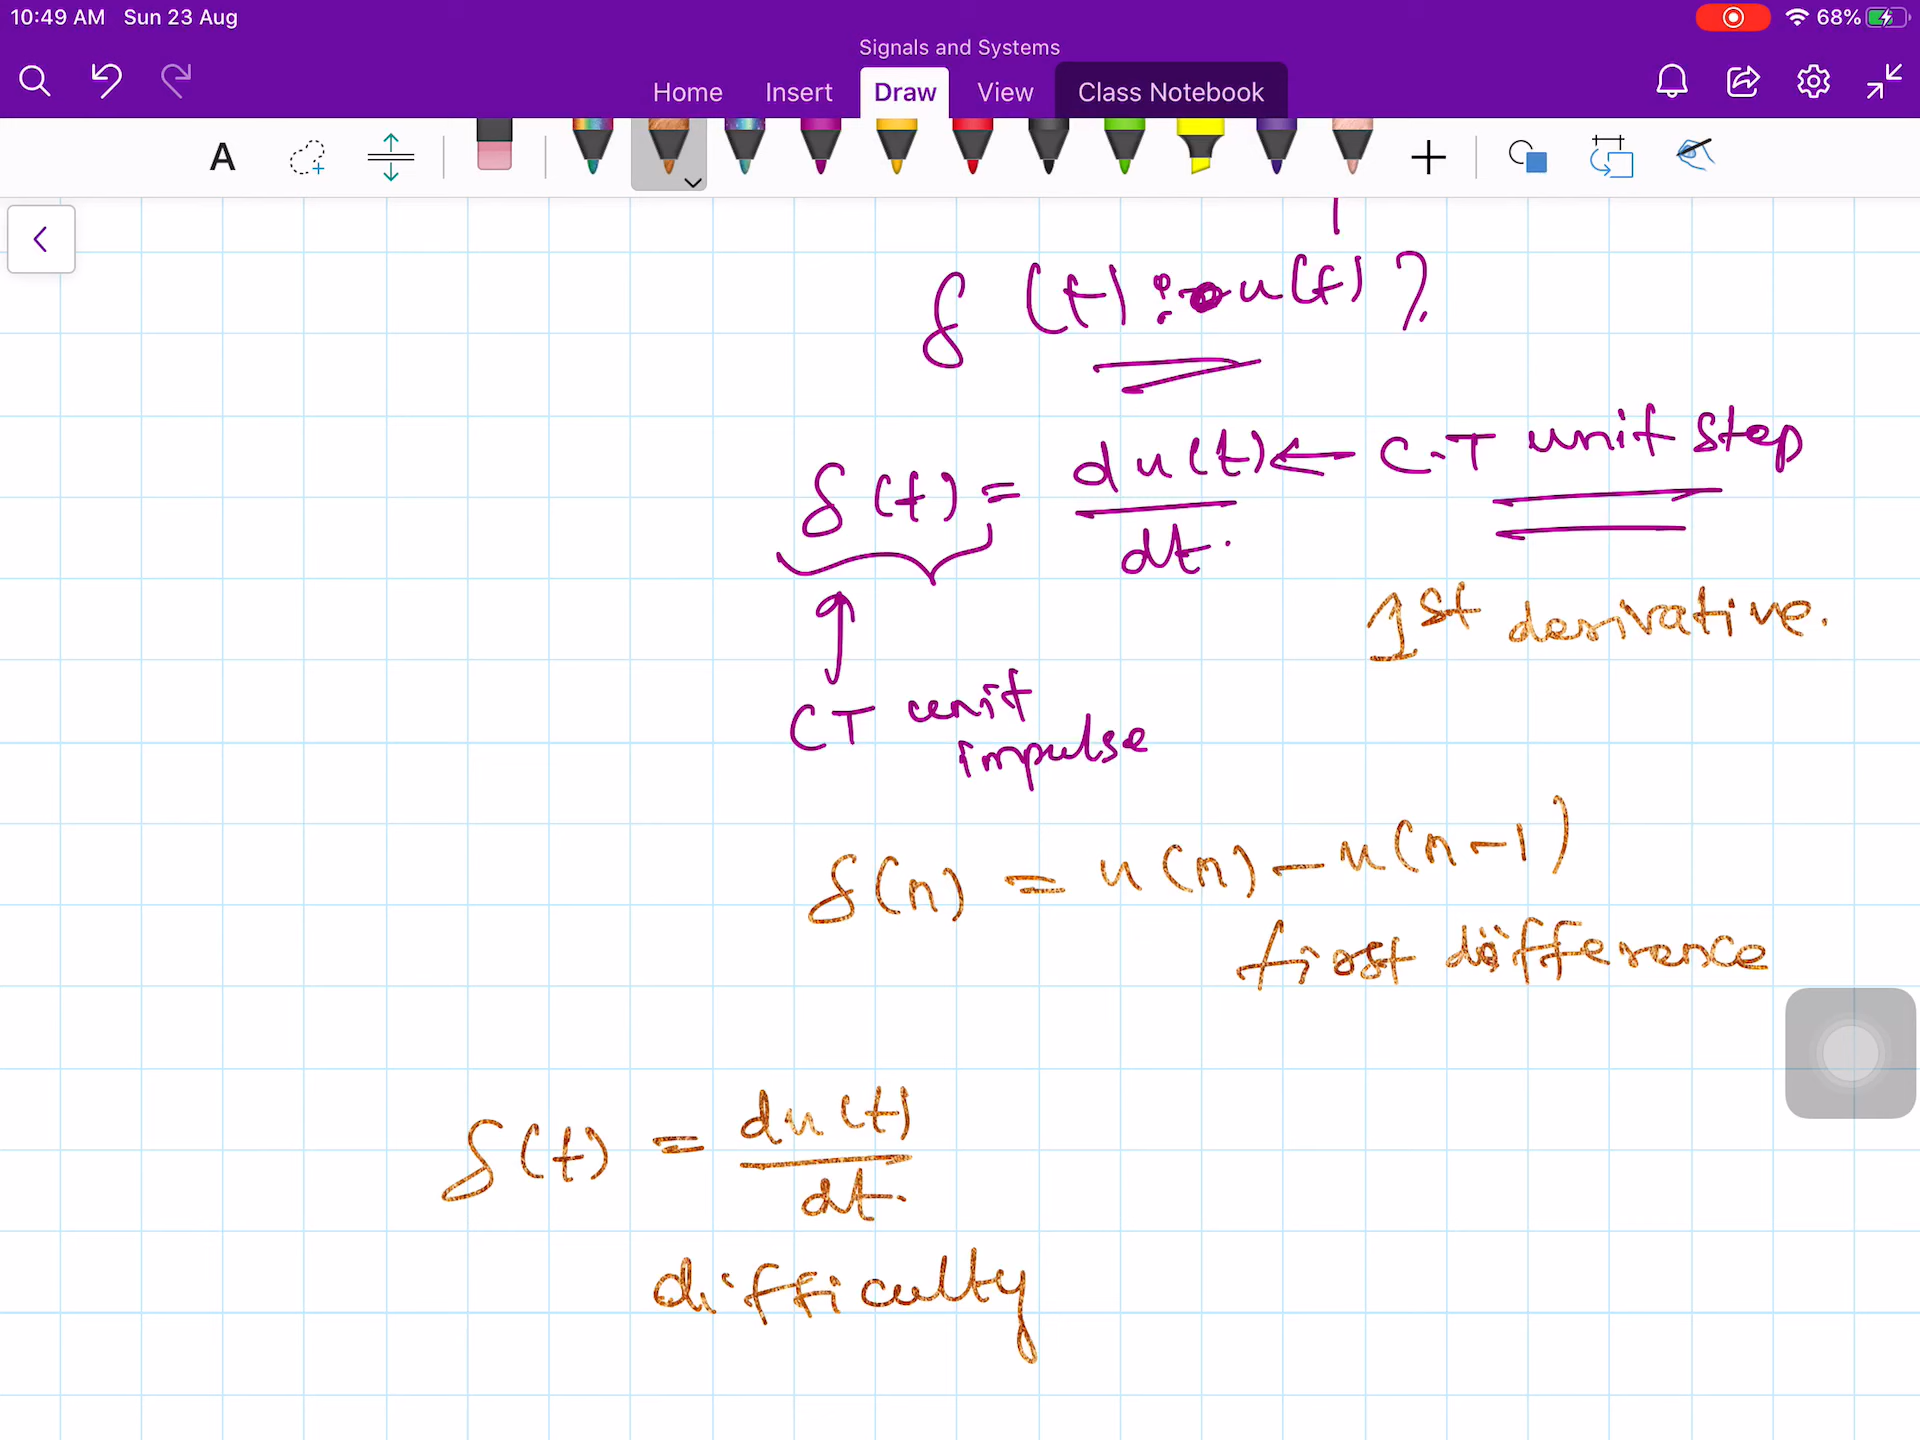 10:49 AM Sun 23 Aug
68%
Signals and Systems
Home Insert Draw View Class Notebook
A
δ(t) : u(t) ?
δ(t) = du(t)/dt. ← C-T unit step
1st derivative.
CT unit
impulse
δ(n) = u(n) – u(n–1)
first difference
δ(t) = du(t)/dt.
difficulty